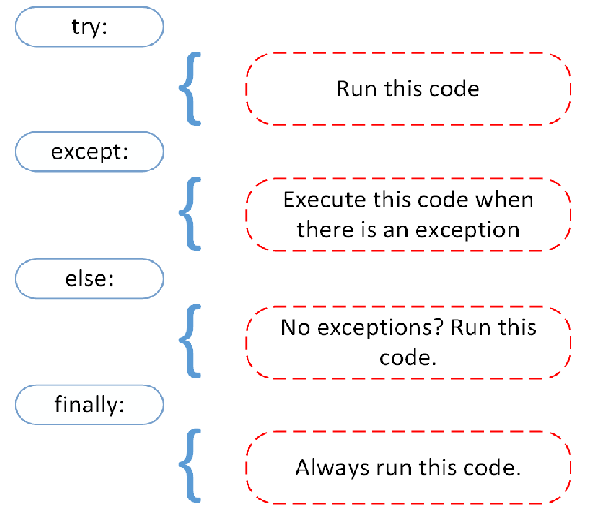 try:
Run this code
except:
Execute this code when
there is an exception
else:
No exceptions? Run this
code.
finally:
Always run this code.